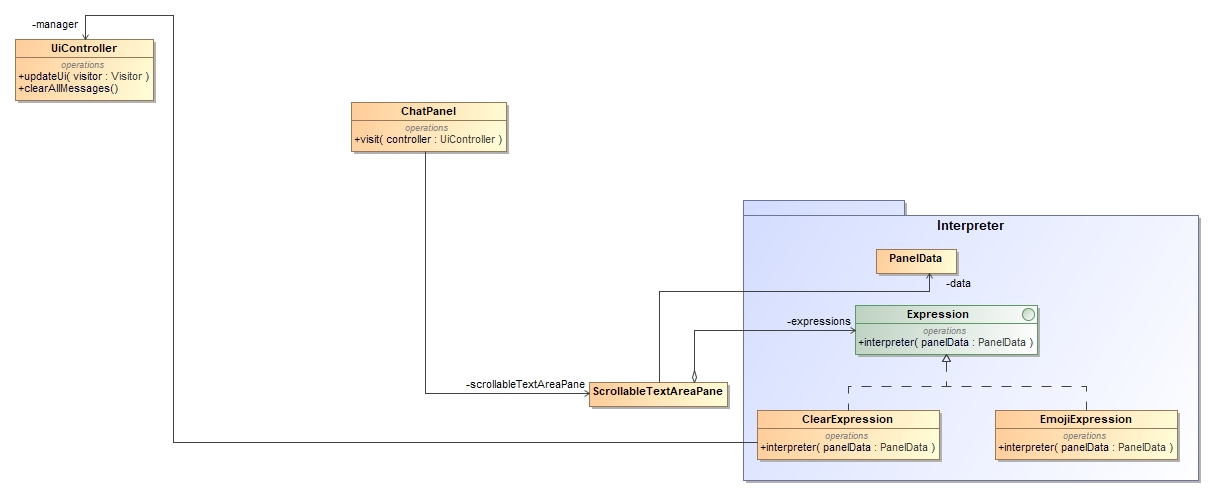 -manager
UiController
operations
+updateUi( visitor : Visitor )
+clearAllMessages()
ChatPanel
operations
+visit( controller : UiController )
Interpreter
PanelData
-data
-expressions
Expression
operations
+interpreter( panelData : PanelData )
-scrollableTextAreaPane
ScrollableTextAreaPane
ClearExpression
operations
+interpreter( panelData : PanelData )
EmojiExpression
operations
+interpreter( panelData : PanelData )